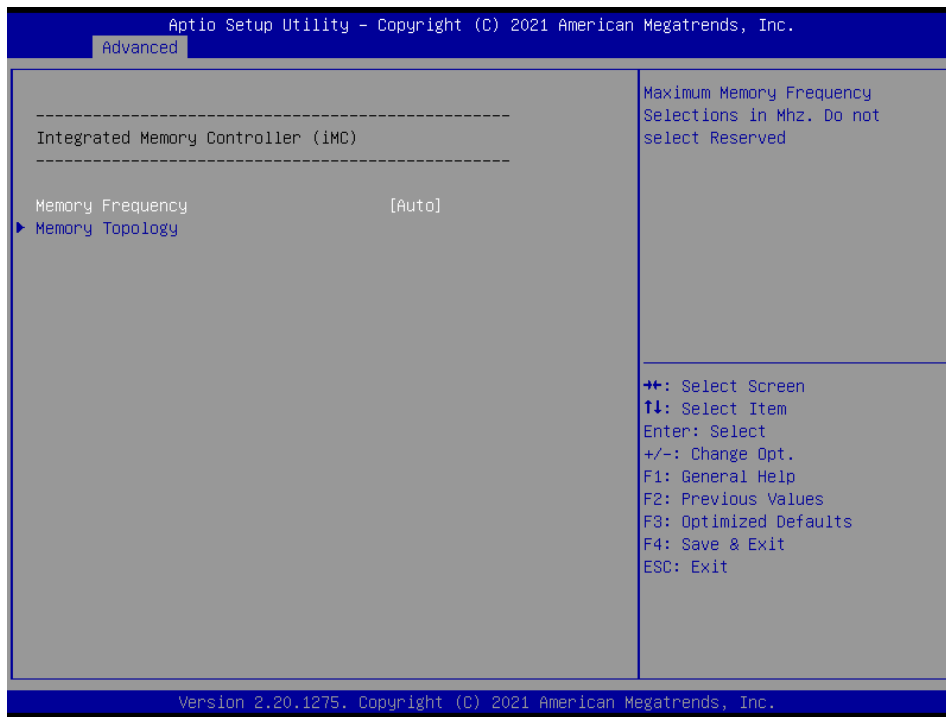 Aptio Setup Utility – Copyright (C) 2021 American Megatrends, Inc.
Advanced
--------------------------------------------------
Integrated Memory Controller (iMC)
--------------------------------------------------
Memory Frequency [Auto]
Memory Topology
Maximum Memory Frequency
Selections in Mhz. Do not
select Reserved
→←: Select Screen
↑↓: Select Item
Enter: Select
+/-: Change Opt.
F1: General Help
F2: Previous Values
F3: Optimized Defaults
F4: Save & Exit
ESC: Exit
Version 2.20.1275. Copyright (C) 2021 American Megatrends, Inc.